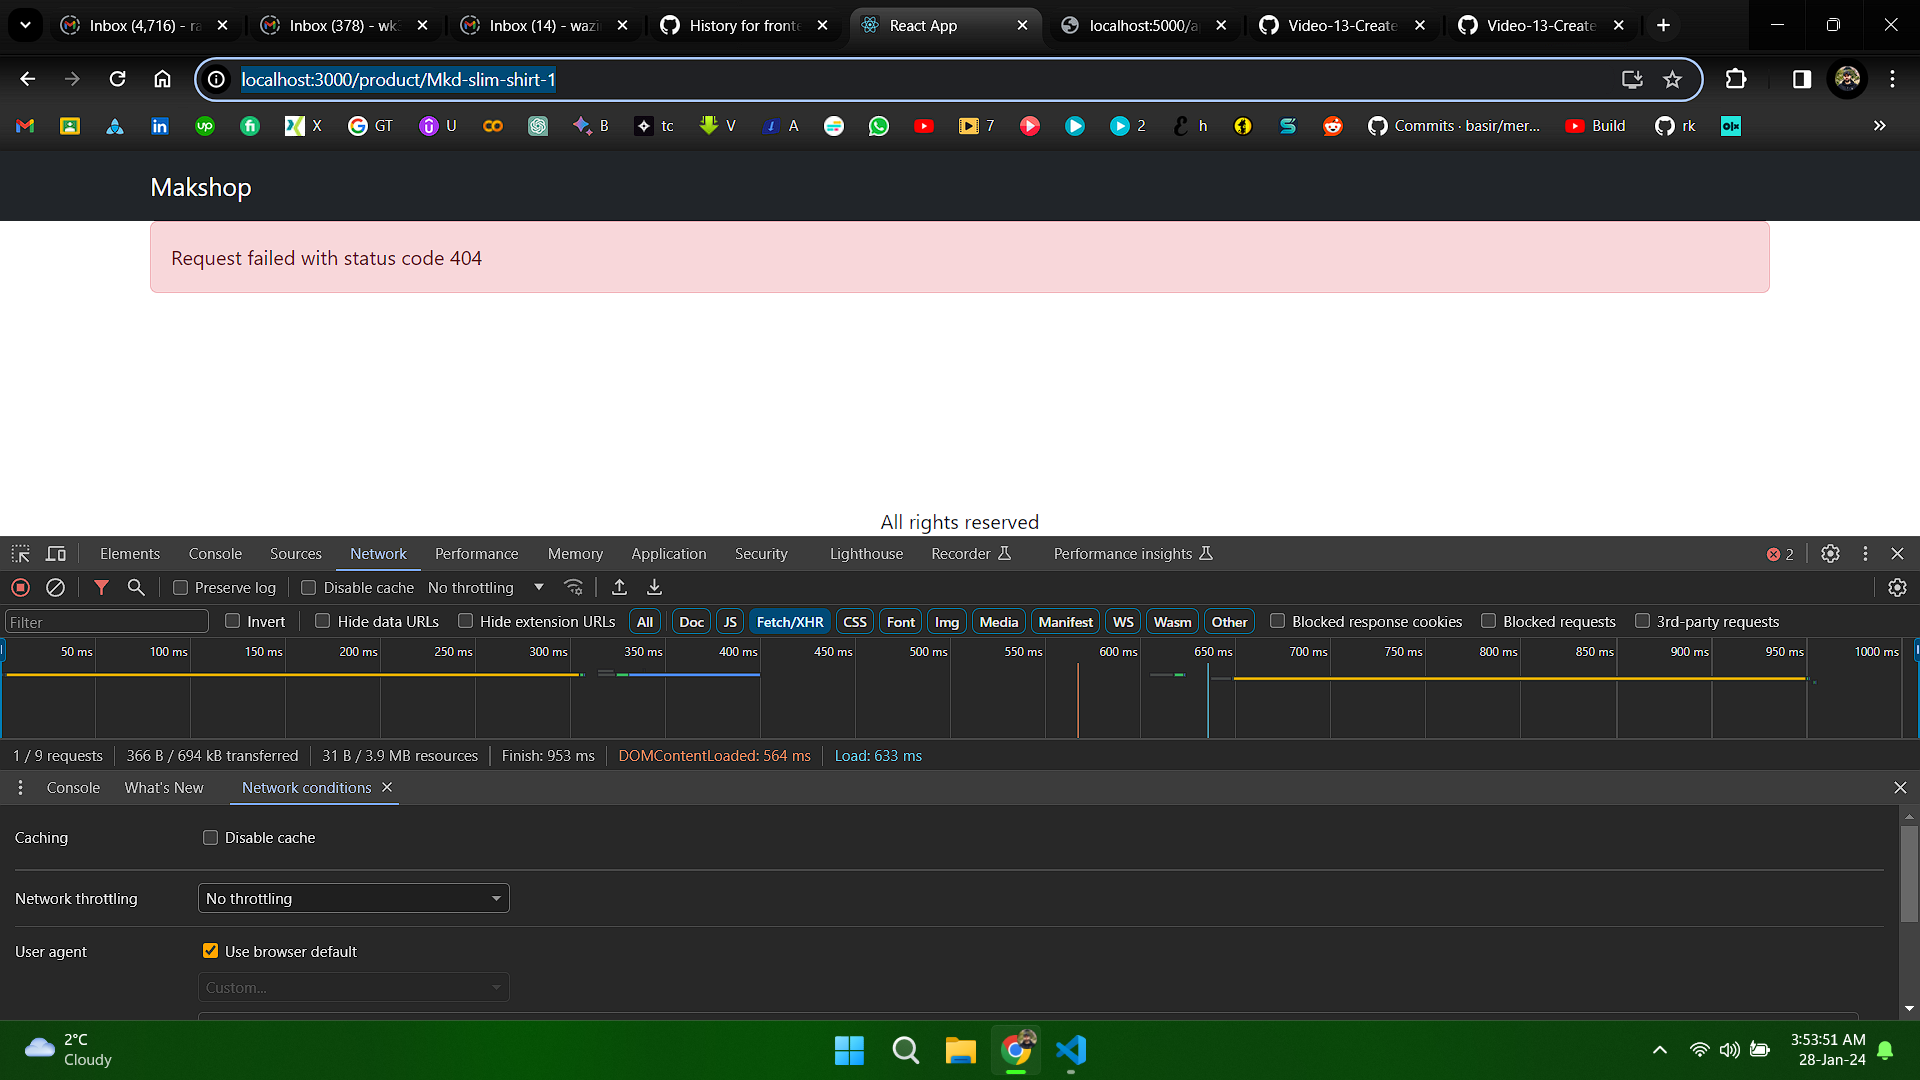 Inbox (4,716) - ra
Inbox (378) - wk
Inbox (14) - wazi
History for fronte
React App
localhost:5000/a
Video-13-Create
Video-13-Create
localhost:3000/product/Mkd-slim-shirt-1
X
GT
U
B
tc
V
A
7
2
h
Commits · basir/mer...
Build
rk
Makshop
Request failed with status code 404
All rights reserved
Elements Console Sources Network Performance Memory Application Security Lighthouse Recorder Performance insights 2
Preserve log Disable cache No throttling
Filter Invert Hide data URLs Hide extension URLs All Doc JS Fetch/XHR CSS Font Img Media Manifest WS Wasm Other Blocked response cookies Blocked requests 3rd-party requests
50 ms 100 ms 150 ms 200 ms 250 ms 300 ms 350 ms 400 ms 450 ms 500 ms 550 ms 600 ms 650 ms 700 ms 750 ms 800 ms 850 ms 900 ms 950 ms 1000 ms
1 / 9 requests 366 B / 694 kB transferred 31 B / 3.9 MB resources Finish: 953 ms DOMContentLoaded: 564 ms Load: 633 ms
Console What's New Network conditions
Caching Disable cache
Network throttling No throttling
User agent Use browser default
Custom...
2°C
Cloudy
3:53:51 AM
28-Jan-24